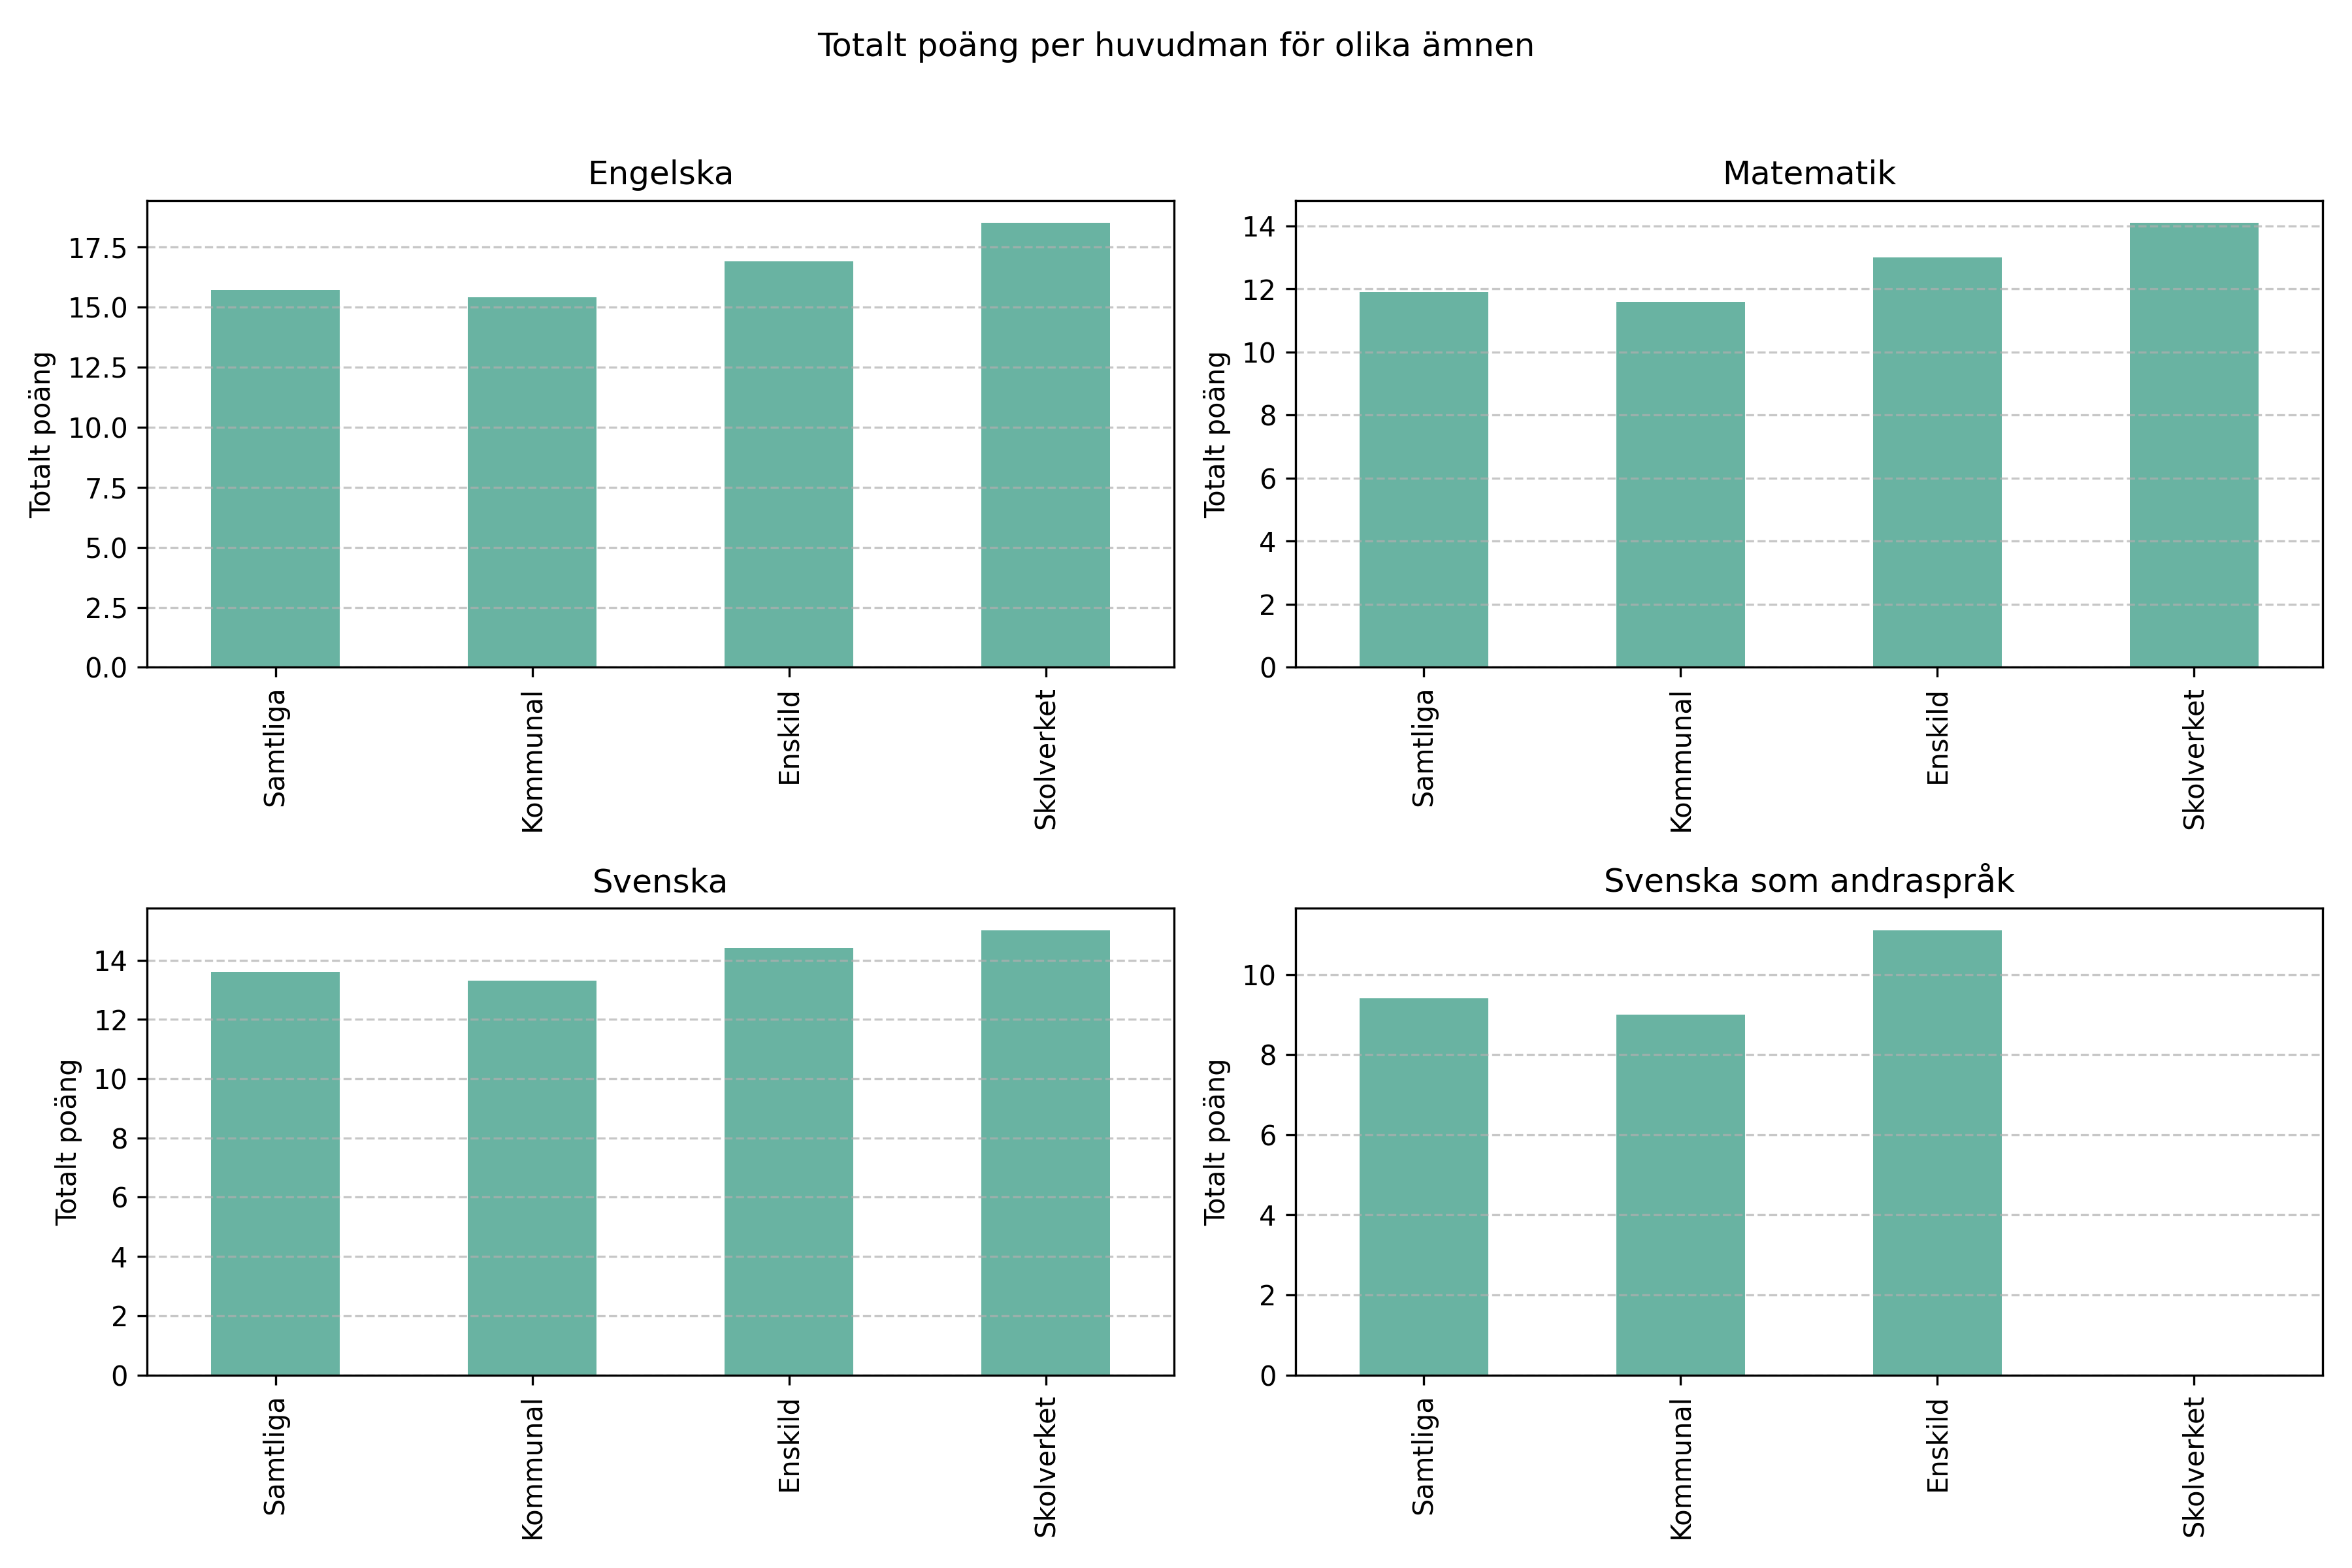 Totalt poäng per huvudman för olika ämnen
Engelska
Totalt poäng
17.5
15.0
12.5
10.0
7.5
5.0
2.5
0.0
Samtliga
Kommunal
Enskild
Skolverket
Matematik
Totalt poäng
14
12
10
8
6
4
2
0
Samtliga
Kommunal
Enskild
Skolverket
Svenska
Totalt poäng
14
12
10
8
6
4
2
0
Samtliga
Kommunal
Enskild
Skolverket
Svenska som andraspråk
Totalt poäng
10
8
6
4
2
0
Samtliga
Kommunal
Enskild
Skolverket